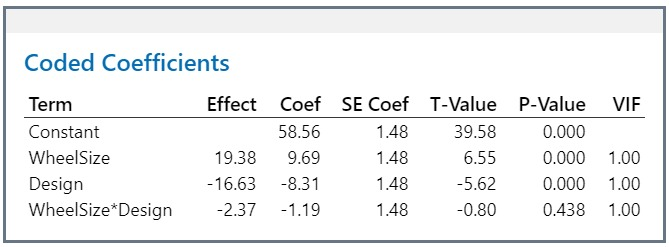 Coded Coefficients
Term Effect Coef SE Coef T-Value P-Value VIF
Constant 58.56 1.48 39.58 0.000
WheelSize 19.38 9.69 1.48 6.55 0.000 1.00
Design -16.63 -8.31 1.48 -5.62 0.000 1.00
WheelSize*Design -2.37 -1.19 1.48 -0.80 0.438 1.00